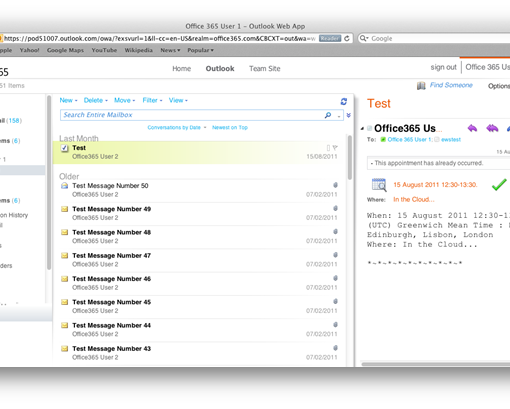 Office 365 User 1 – Outlook Web App
https://pod51007.outlook.com/owa/?exsvurl=1&ll-cc=en-US&realm=office365.com&CBCXT=out&wa=w
Reader
Google
pple Yahoo! Google Maps YouTube Wikipedia News Popular
65
Home Outlook Team Site
sign out Office 365 Us
51 Items
Find Someone Options
New Delete Move Filter View
Search Entire Mailbox
Conversations by Date Newest on Top
il (158)
ms (6)
1
ms (6)
on History
il
ders
Last Month
Test
Office365 User 2 15/08/2011
Older
Test Message Number 50
Office365 User 2 07/02/2011
Test Message Number 49
Office365 User 2 07/02/2011
Test Message Number 48
Office365 User 2 07/02/2011
Test Message Number 47
Office365 User 2 07/02/2011
Test Message Number 46
Office365 User 2 07/02/2011
Test Message Number 45
Office365 User 2 07/02/2011
Test Message Number 44
Office365 User 2 07/02/2011
Test Message Number 43
Office365 User 2 07/02/2011
Test
Office365 Us
To: Office365 User 1; ewstest
15 Au
• This appointment has already occurred.
15 August 2011 12:30-13:30.
Where: In the Cloud...
When: 15 August 2011 12:30-1
(UTC) Greenwich Mean Time :
Edinburgh, Lisbon, London
Where: In the Cloud...
*~*~*~*~*~*~*~*~*~*